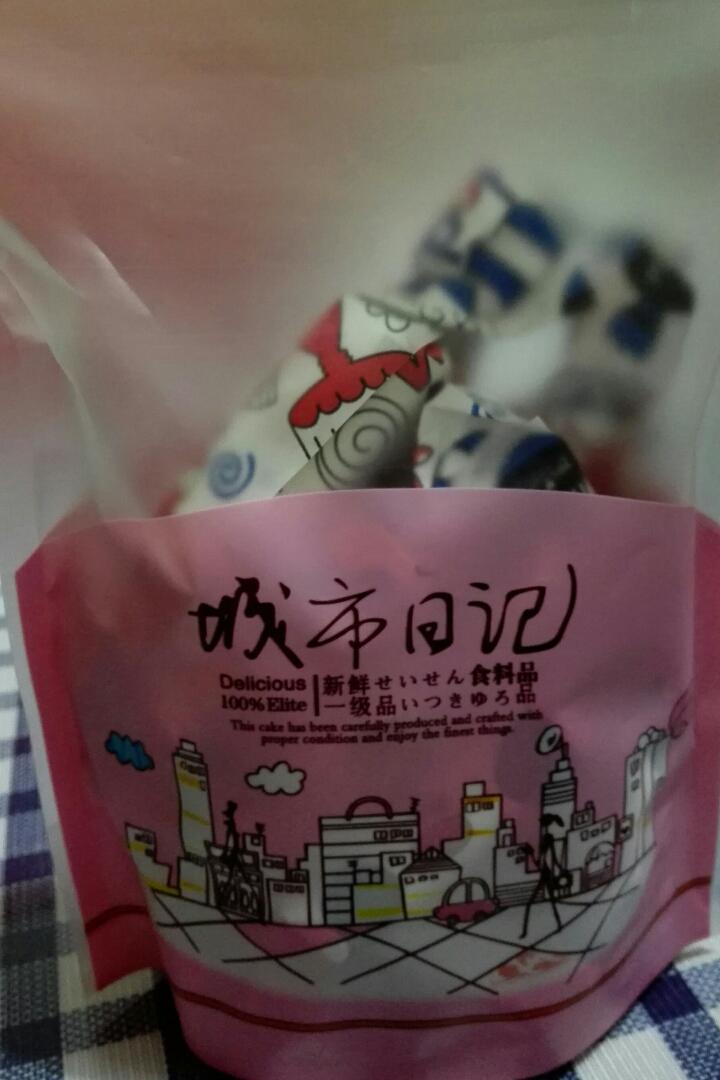 城市日记
Delicious
100% Elite
新鲜せいせん食料品
一级品いつきゆろ品
This cake has been carefully produced and crafted with
proper condition and enjoy the finest things.